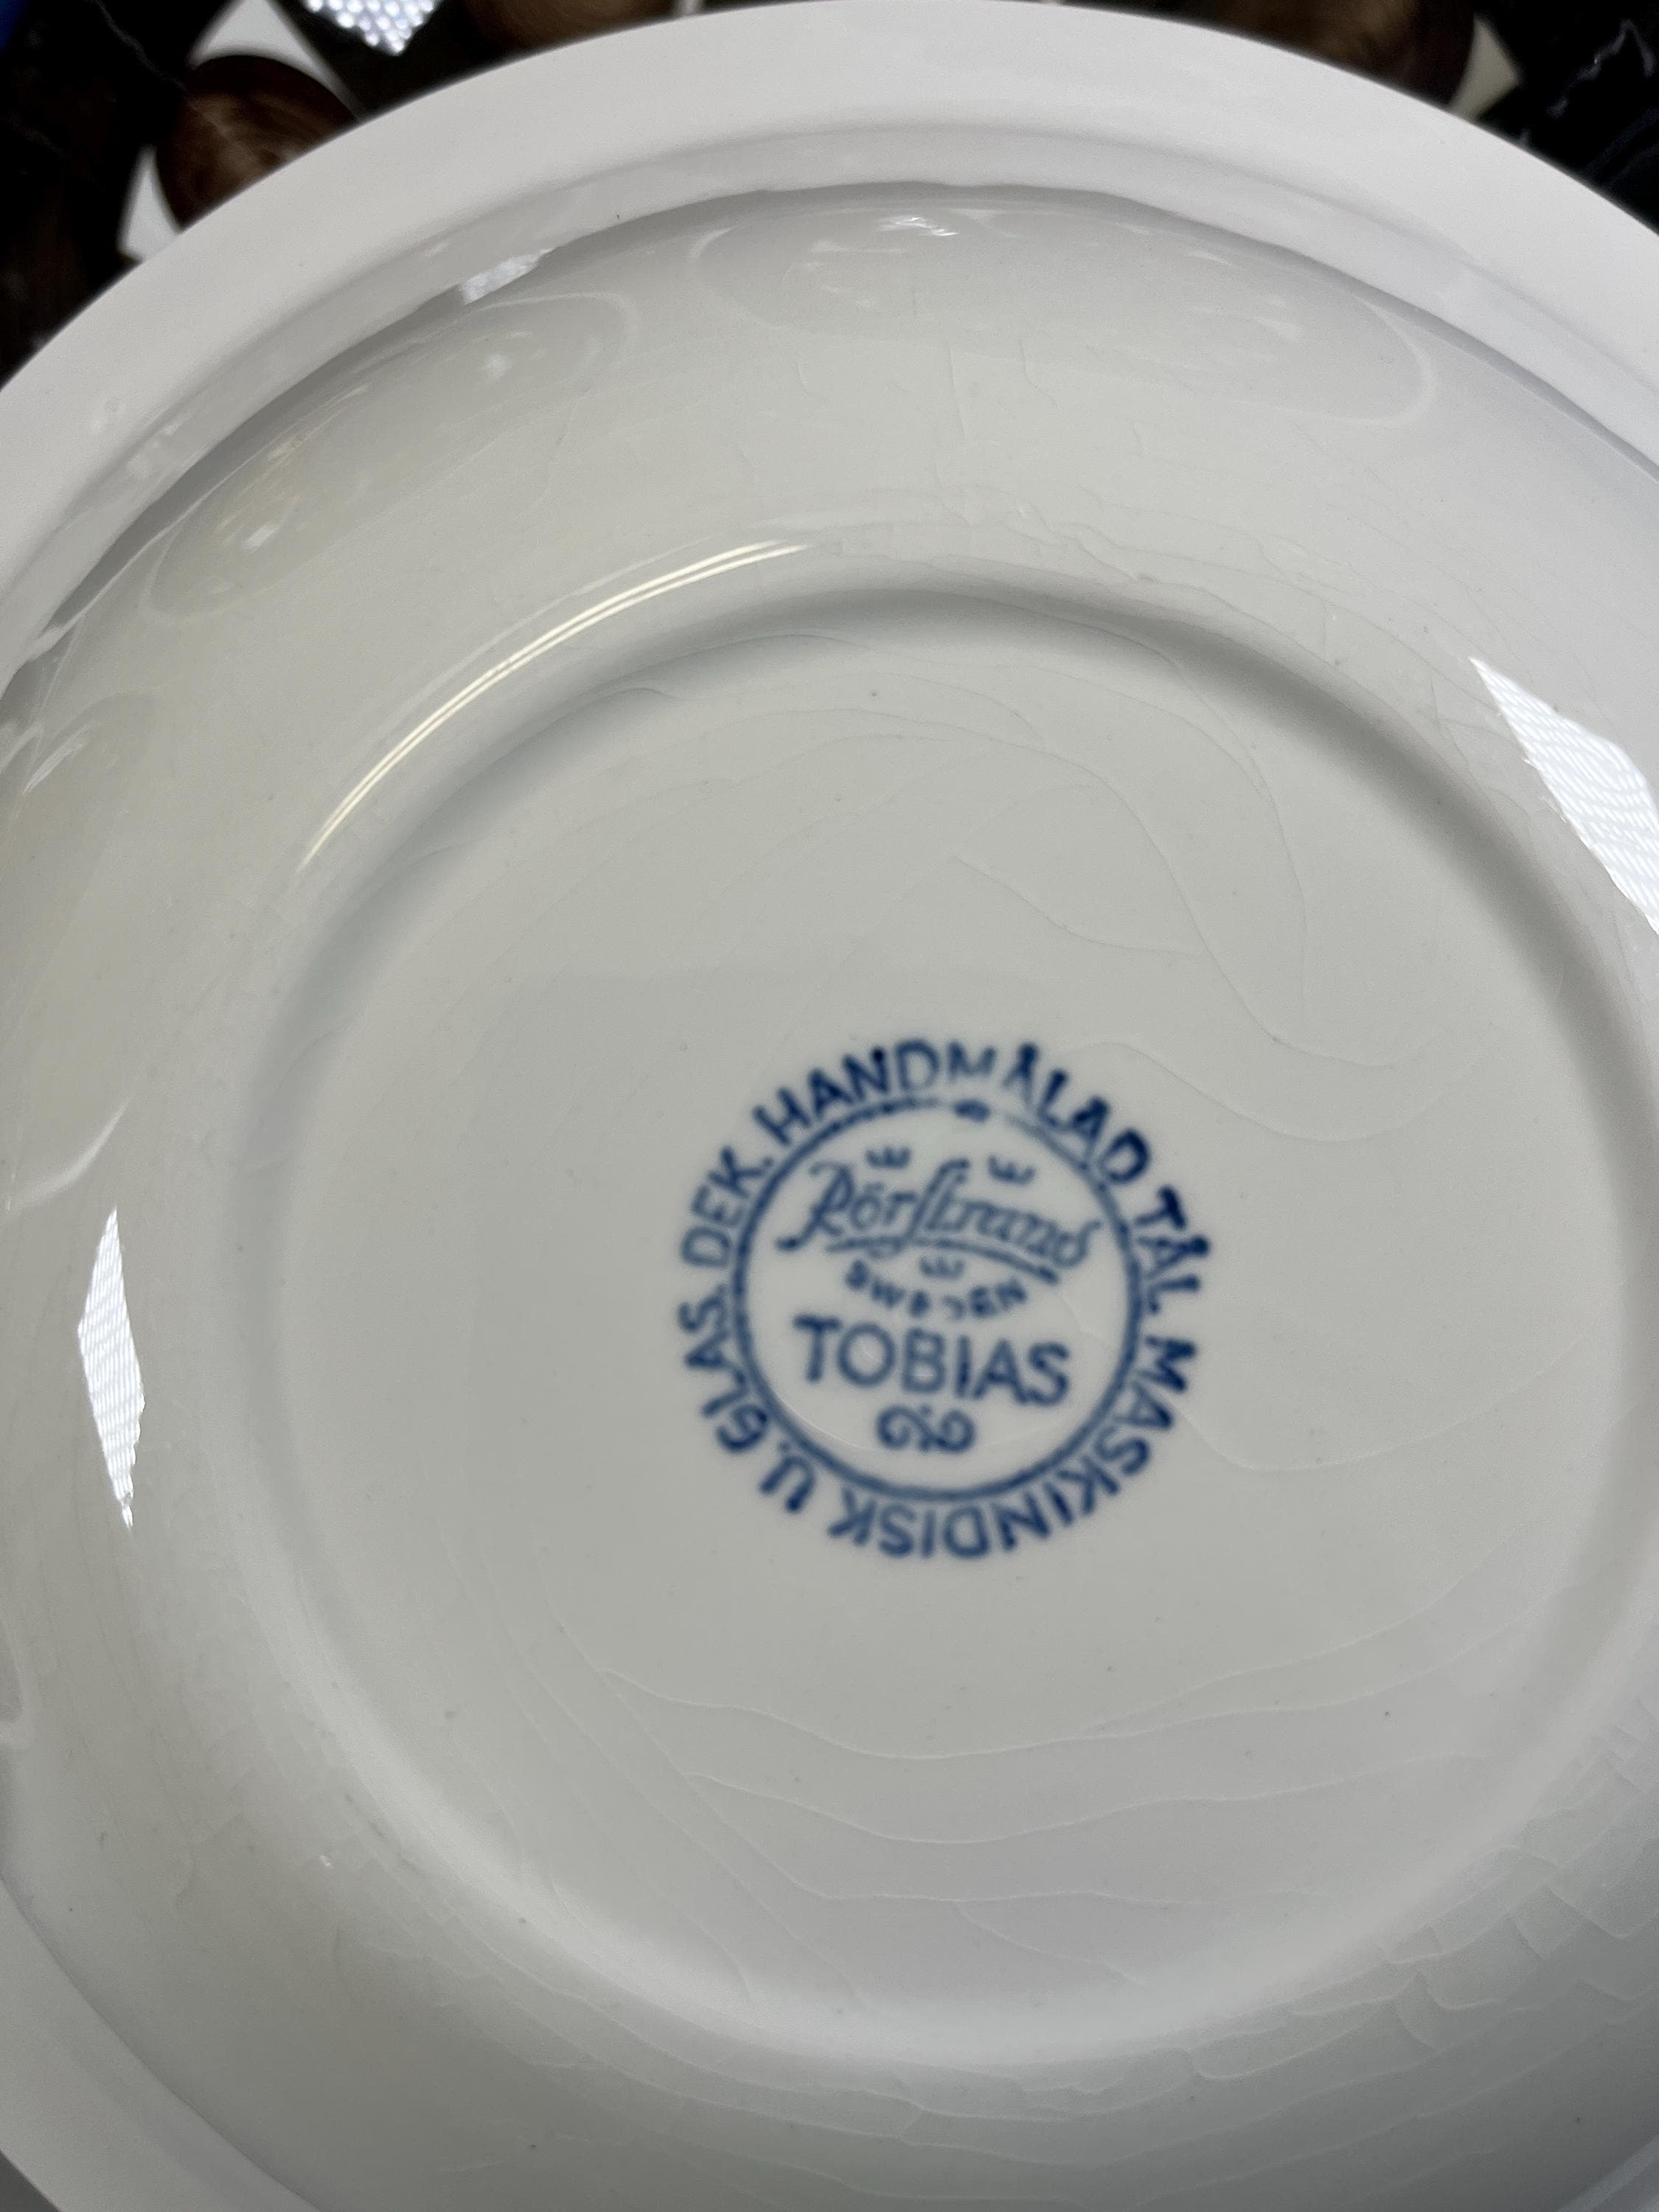 HANDMÅLAD TÅL MASKINDISK U. GLAS. DEK.
Rörstrand
SWEDEN
TOBIAS